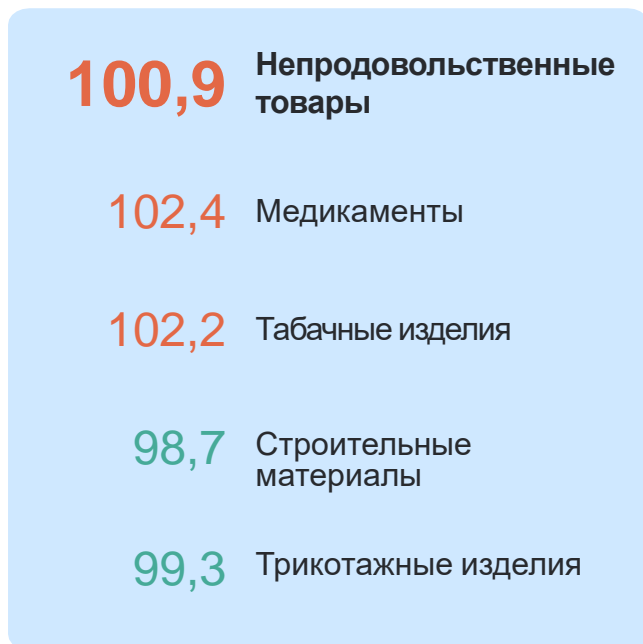 100,9 Непродовольственные
товары
102,4 Медикаменты
102,2 Табачные изделия
98,7 Строительные
материалы
99,3 Трикотажные изделия